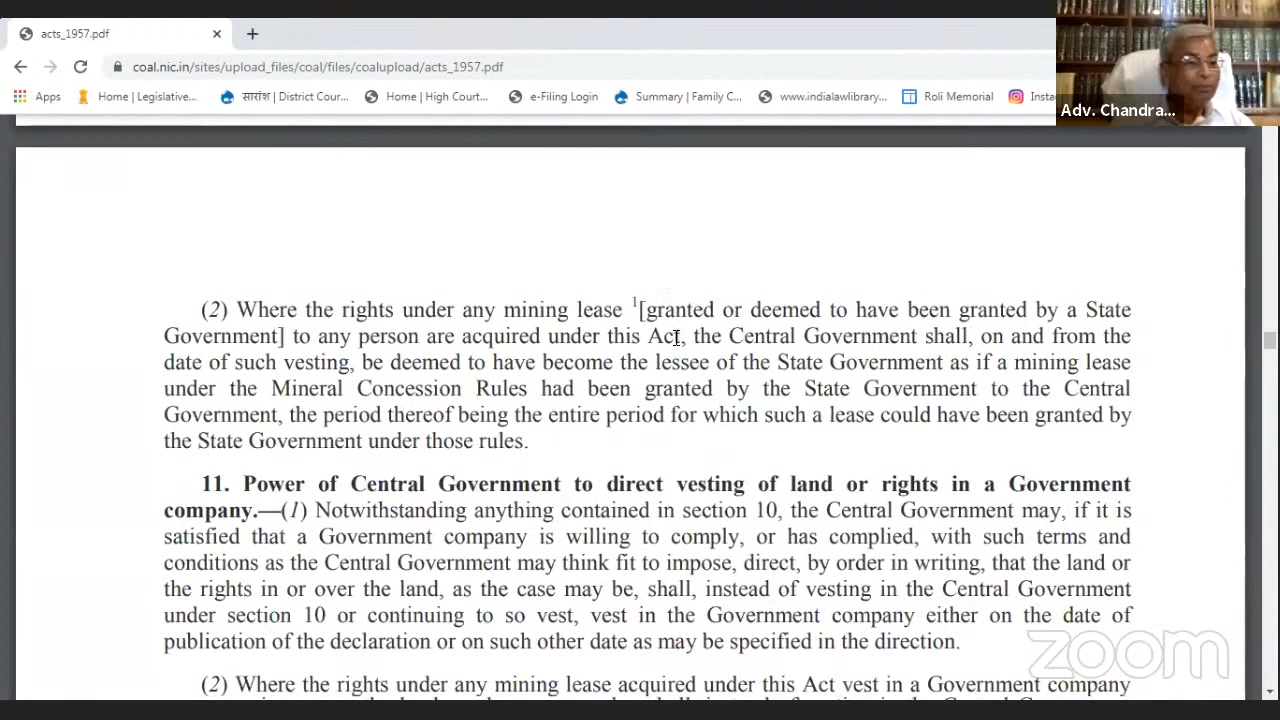 acts_1957.pdf
coal.nic.in/sites/upload_files/coal/files/coalupload/acts_1957.pdf
Apps Home | Legislative... सारांश | District Cour... Home | High Court... e-Filing Login Summary | Family C... www.indialawlibrary... Roli Memorial Insta
Adv. Chandra...
(2) Where the rights under any mining lease 1[granted or deemed to have been granted by a State
Government] to any person are acquired under this Act, the Central Government shall, on and from the
date of such vesting, be deemed to have become the lessee of the State Government as if a mining lease
under the Mineral Concession Rules had been granted by the State Government to the Central
Government, the period thereof being the entire period for which such a lease could have been granted by
the State Government under those rules.
11. Power of Central Government to direct vesting of land or rights in a Government
company.—(1) Notwithstanding anything contained in section 10, the Central Government may, if it is
satisfied that a Government company is willing to comply, or has complied, with such terms and
conditions as the Central Government may think fit to impose, direct, by order in writing, that the land or
the rights in or over the land, as the case may be, shall, instead of vesting in the Central Government
under section 10 or continuing to so vest, vest in the Government company either on the date of
publication of the declaration or on such other date as may be specified in the direction.
zoom
(2) Where the rights under any mining lease acquired under this Act vest in a Government company